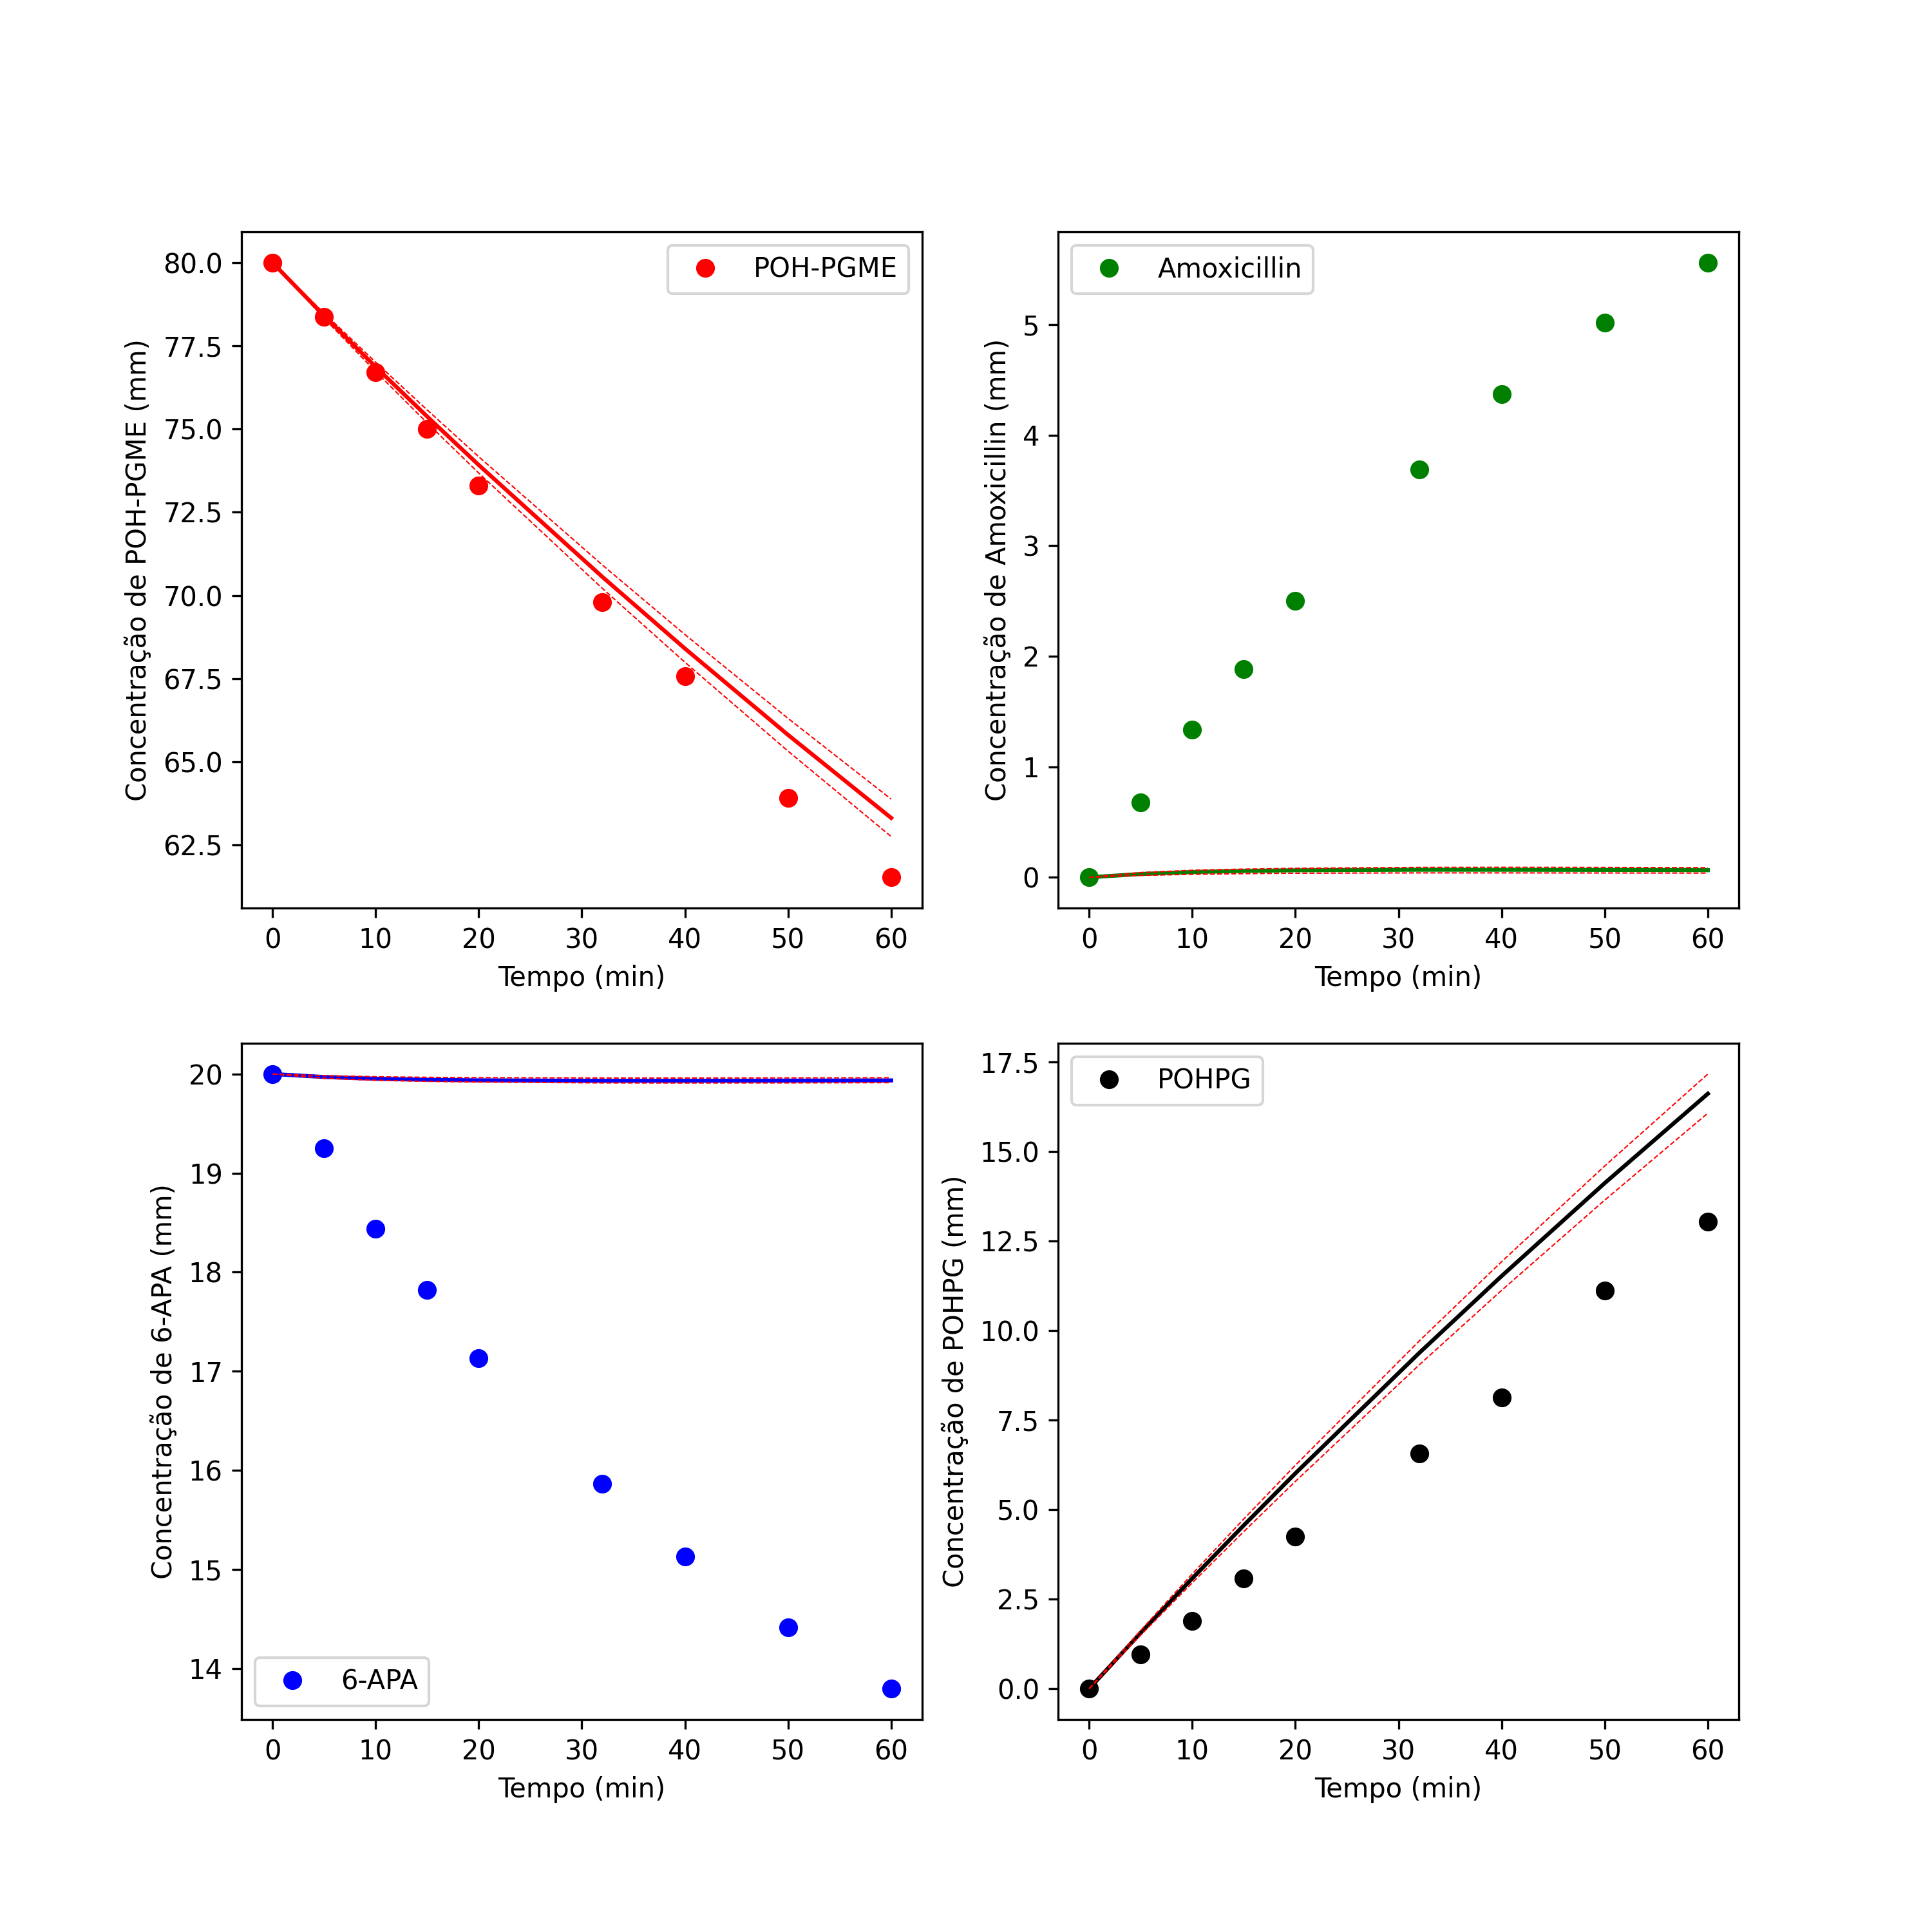 80.0
77.5
75.0
72.5
70.0
67.5
65.0
62.5
Concentração de POH-PGME (mm)
POH-PGME
0 10 20 30 40 50 60
Tempo (min)
5
4
3
2
1
0
Concentração de Amoxicillin (mm)
Amoxicillin
0 10 20 30 40 50 60
Tempo (min)
20
19
18
17
16
15
14
Concentração de 6-APA (mm)
6-APA
0 10 20 30 40 50 60
Tempo (min)
17.5
15.0
12.5
10.0
7.5
5.0
2.5
0.0
Concentração de POHPG (mm)
POHPG
0 10 20 30 40 50 60
Tempo (min)